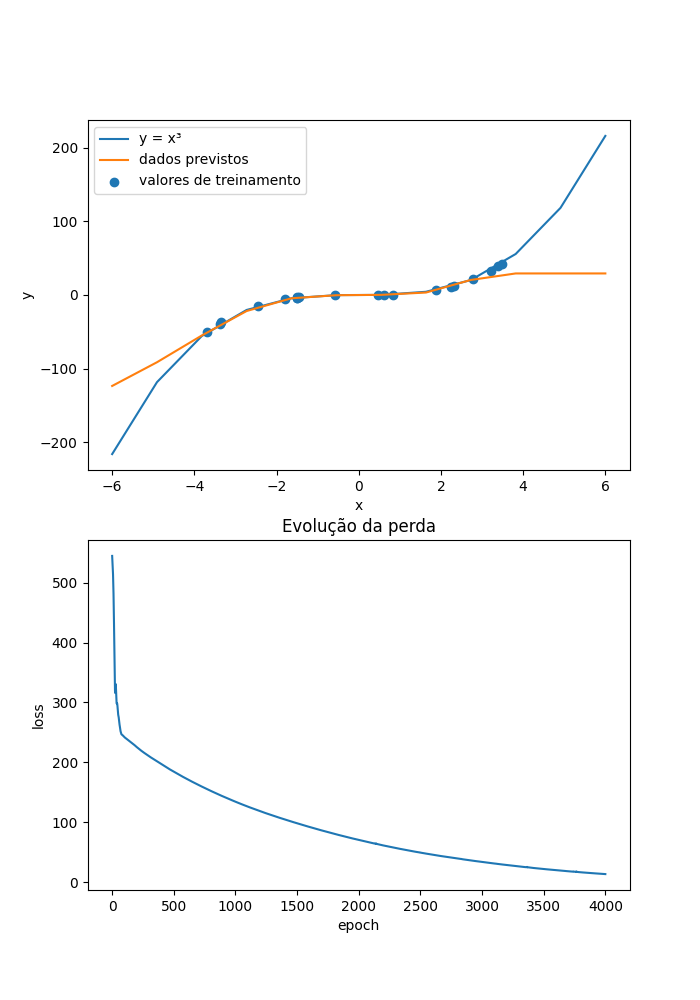 y = x³
dados previstos
valores de treinamento
200
100
0
−100
−200
y
−6 −4 −2 0 2 4 6
x
Evolução da perda
500
400
300
200
100
0
loss
0 500 1000 1500 2000 2500 3000 3500 4000
epoch